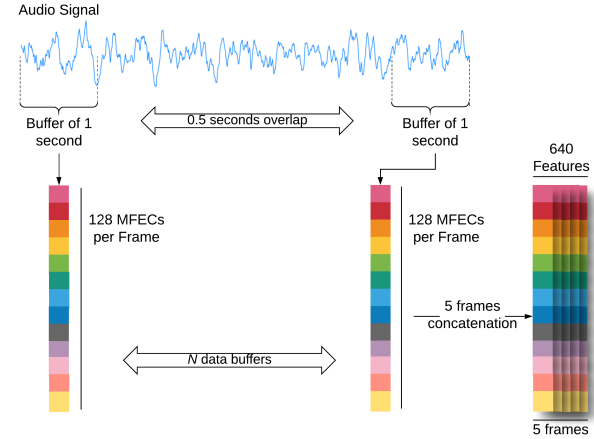 Audio Signal
0.5 seconds overlap
Buffer of 1
second
Buffer of 1
second
640
Features
128 MFECs
per Frame
128 MFECs
per Frame
5 frames
concatenation
N data buffers
5 frames